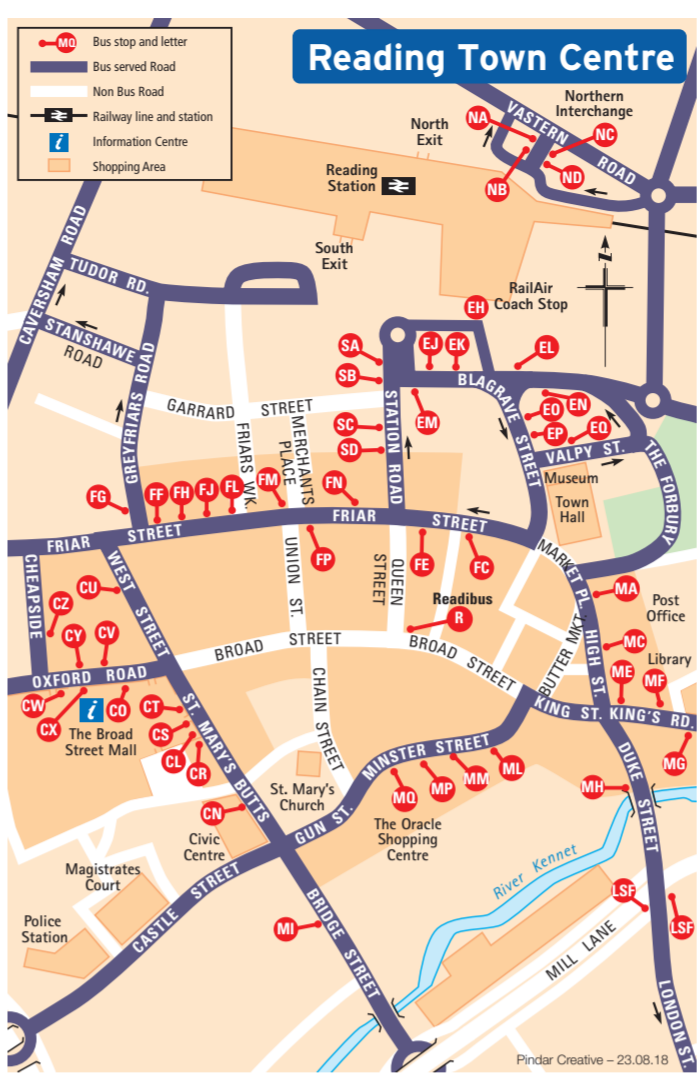 Reading Town Centre
MQ Bus stop and letter
Bus served Road
Non Bus Road
Railway line and station
i Information Centre
Shopping Area
Northern
Interchange
NA
VASTERN
ROAD
NC
NB
ND
North
Exit
Reading
Station
South
Exit
N
CAVERSHAM ROAD
TUDOR RD.
STANSHAWE
ROAD
GREYFRIARS ROAD
RailAir
Coach Stop
EH
SA
SB
EJ
EK
EL
BLAGRAVE STREET
EM
EN
EO
EP
EQ
SC
SD
STATION ROAD
GARRARD STREET
FRIARS WK.
MERCHANTS
PLACE
VALPY ST.
THE FORBURY
Museum
Town
Hall
FG
FF
FH
FJ
FL
FM
FN
FRIAR STREET
FRIAR STREET
FP
FE
FC
CHEAPSIDE
WEST STREET
UNION ST.
QUEEN
STREET
MARKET PL.
MA
Post
Office
CU
CZ
CY
CV
Readibus
R
HIGH ST.
MC
Library
ME
MF
BROAD STREET
BROAD STREET
BUTTER MKT.
OXFORD ROAD
CW
CX
i
CO
CT
CS
CL
CR
The Broad
Street Mall
ST. MARY'S BUTTS
CHAIN STREET
KING ST.
KING'S RD.
MG
MINSTER STREET
ML
MM
MP
MQ
The Oracle
Shopping
Centre
DUKE STREET
MH
St. Mary's
Church
GUN ST.
CN
Civic
Centre
Magistrates
Court
Police
Station
CASTLE STREET
MI
BRIDGE STREET
River Kennet
LSF
LSF
MILL LANE
LONDON ST.
Pindar Creative – 23.08.18